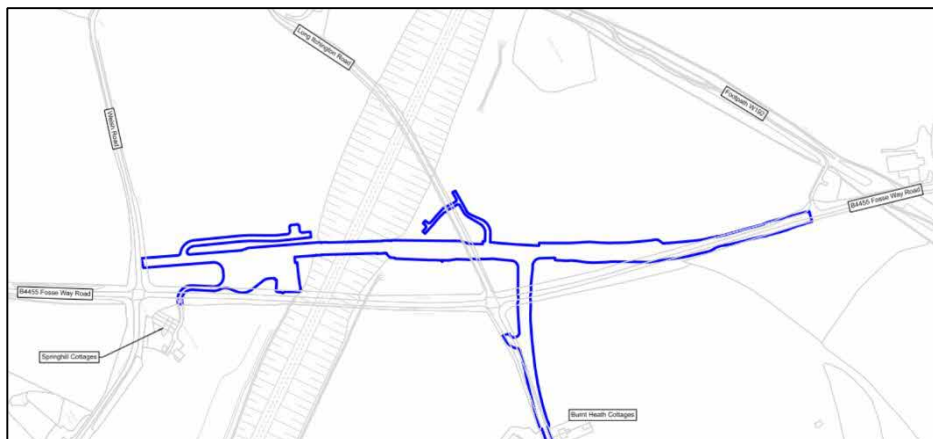 Long Itchington Road
Welsh Road
Footpath W192
B4455 Fosse Way Road
B4455 Fosse Way Road
Springhill Cottages
Burnt Heath Cottages